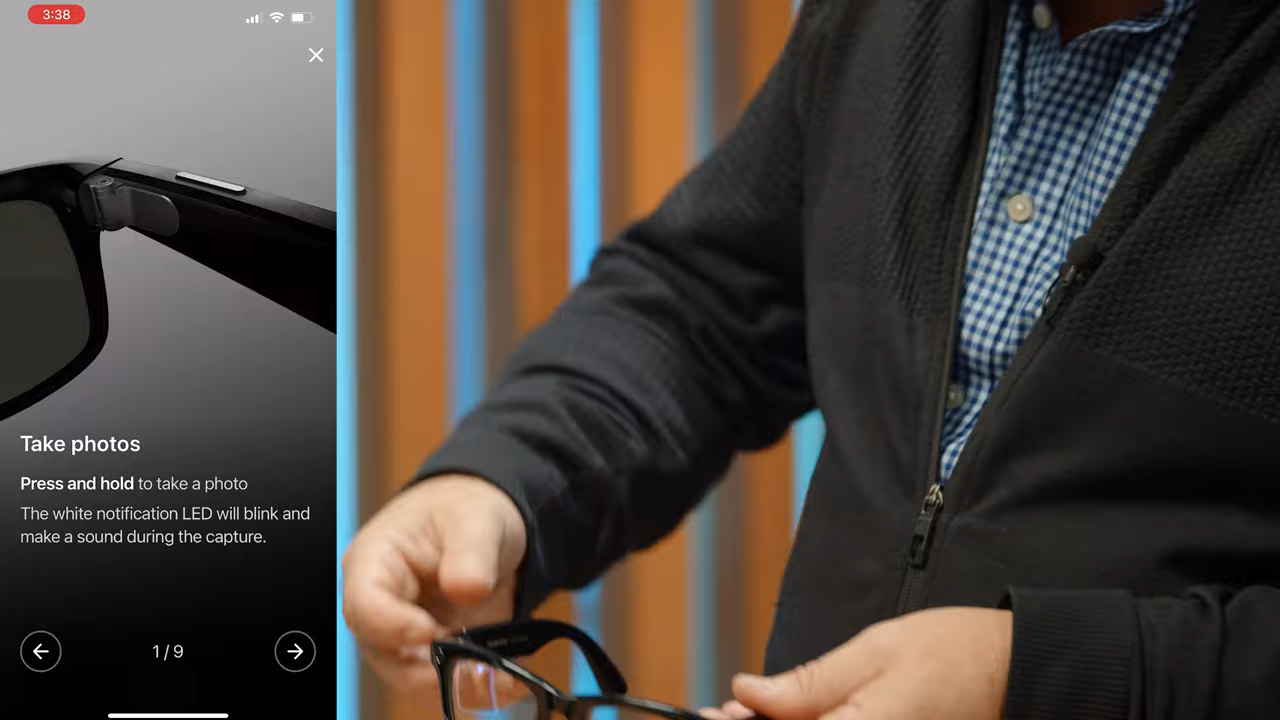 3:38
Take photos
Press and hold to take a photo
The white notification LED will blink and
make a sound during the capture.
1/9